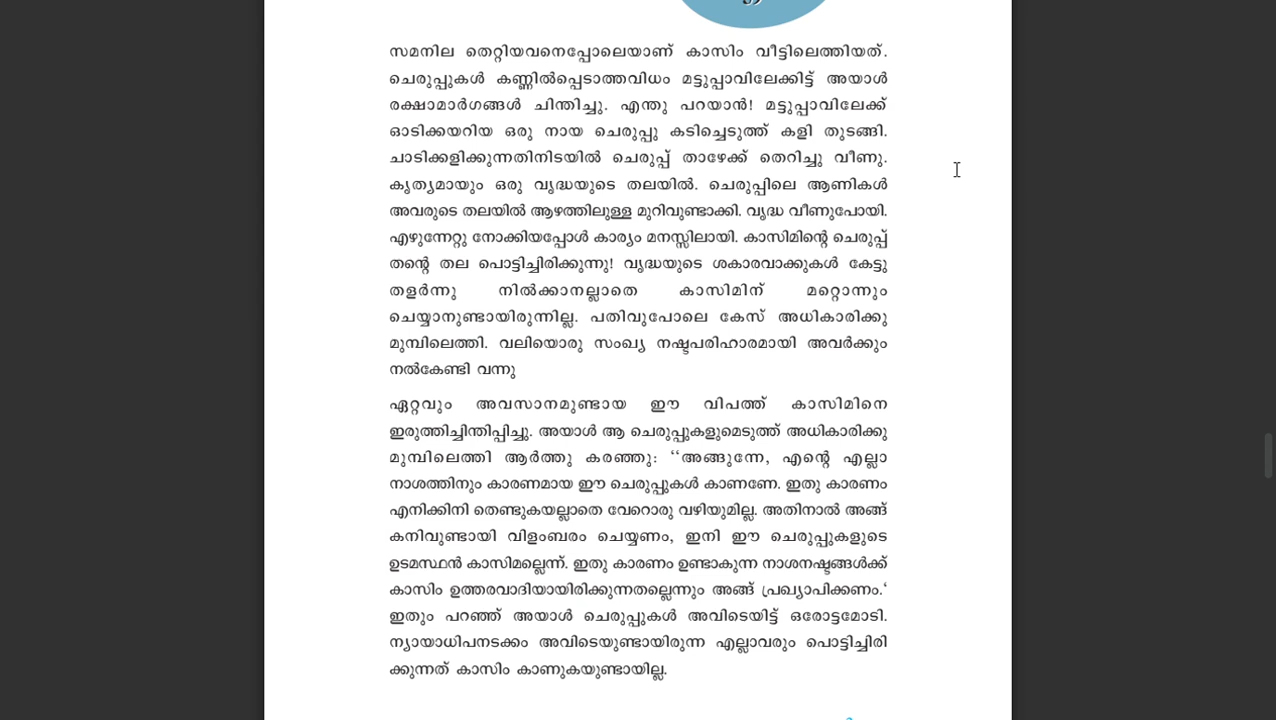 സമനില തെറ്റിയവനെപ്പോലെയാണ് കാസിം വീട്ടിലെത്തിയത്.
ചെരുപ്പുകൾ കണ്ണിൽപ്പെടാത്തവിധം മട്ടുപ്പാവിലേക്കിട്ട് അയാൾ
രക്ഷാമാർഗങ്ങൾ ചിന്തിച്ചു. എന്തു പറയാൻ! മട്ടുപ്പാവിലേക്ക്
ഓടിക്കയറിയ ഒരു നായ ചെരുപ്പു കടിച്ചെടുത്ത് കളി തുടങ്ങി.
ചാടിക്കളിക്കുന്നതിനിടയിൽ ചെരുപ്പ് താഴേക്ക് തെറിച്ചു വീണു.
കൃത്യമായും ഒരു വൃദ്ധയുടെ തലയിൽ. ചെരുപ്പിലെ ആണികൾ
അവരുടെ തലയിൽ ആഴത്തിലുള്ള മുറിവുണ്ടാക്കി. വൃദ്ധ വീണുപോയി.
എഴുന്നേറ്റു നോക്കിയപ്പോൾ കാര്യം മനസ്സിലായി. കാസിമിന്റെ ചെരുപ്പ്
തന്റെ തല പൊട്ടിച്ചിരിക്കുന്നു! വൃദ്ധയുടെ ശകാരവാക്കുകൾ കേട്ടു
തളർന്നു നിൽക്കാനല്ലാതെ കാസിമിന് മറ്റൊന്നും
ചെയ്യാനുണ്ടായിരുന്നില്ല. പതിവുപോലെ കേസ് അധികാരിക്കു
മുമ്പിലെത്തി. വലിയൊരു സംഖ്യ നഷ്ടപരിഹാരമായി അവർക്കും
നൽകേണ്ടി വന്നു
ഏറ്റവും അവസാനമുണ്ടായ ഈ വിപത്ത് കാസിമിനെ
ഇരുത്തിച്ചിന്തിപ്പിച്ചു. അയാൾ ആ ചെരുപ്പുകളുമെടുത്ത് അധികാരിക്കു
മുമ്പിലെത്തി ആർത്തു കരഞ്ഞു: ‘‘അങ്ങുന്നേ, എന്റെ എല്ലാ
നാശത്തിനും കാരണമായ ഈ ചെരുപ്പുകൾ കാണണേ. ഇതു കാരണം
എനിക്കിനി തെണ്ടുകയല്ലാതെ വേറൊരു വഴിയുമില്ല. അതിനാൽ അങ്ങ്
കനിവുണ്ടായി വിളംബരം ചെയ്യണം, ഇനി ഈ ചെരുപ്പുകളുടെ
ഉടമസ്ഥൻ കാസിമല്ലെന്ന്. ഇതു കാരണം ഉണ്ടാകുന്ന നാശനഷ്ടങ്ങൾക്ക്
കാസിം ഉത്തരവാദിയായിരിക്കുന്നതല്ലെന്നും അങ്ങ് പ്രഖ്യാപിക്കണം.‘
ഇതും പറഞ്ഞ് അയാൾ ചെരുപ്പുകൾ അവിടെയിട്ട് ഒരോട്ടമോടി.
ന്യായാധിപനടക്കം അവിടെയുണ്ടായിരുന്ന എല്ലാവരും പൊട്ടിച്ചിരി
ക്കുന്നത് കാസിം കാണുകയുണ്ടായില്ല.